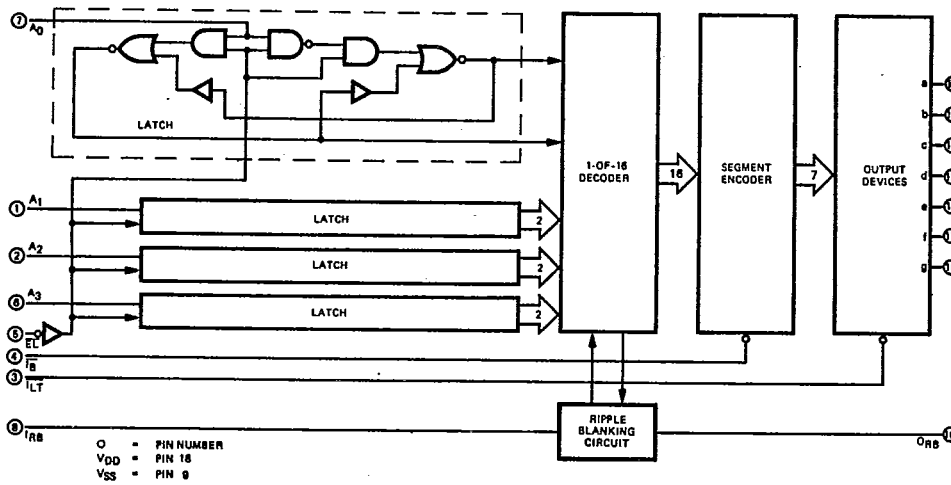 7 A0
LATCH
1 A1
LATCH
2
2 A2
LATCH
2
6 A3
LATCH
2
5 EL
4 IB
3 ILT
8 IRB
1-OF-16
DECODER
16
SEGMENT
ENCODER
7
OUTPUT
DEVICES
a
b
c
d
e
f
g
RIPPLE
BLANKING
CIRCUIT
ORB
O = PIN NUMBER
VDD = PIN 18
VSS = PIN 9